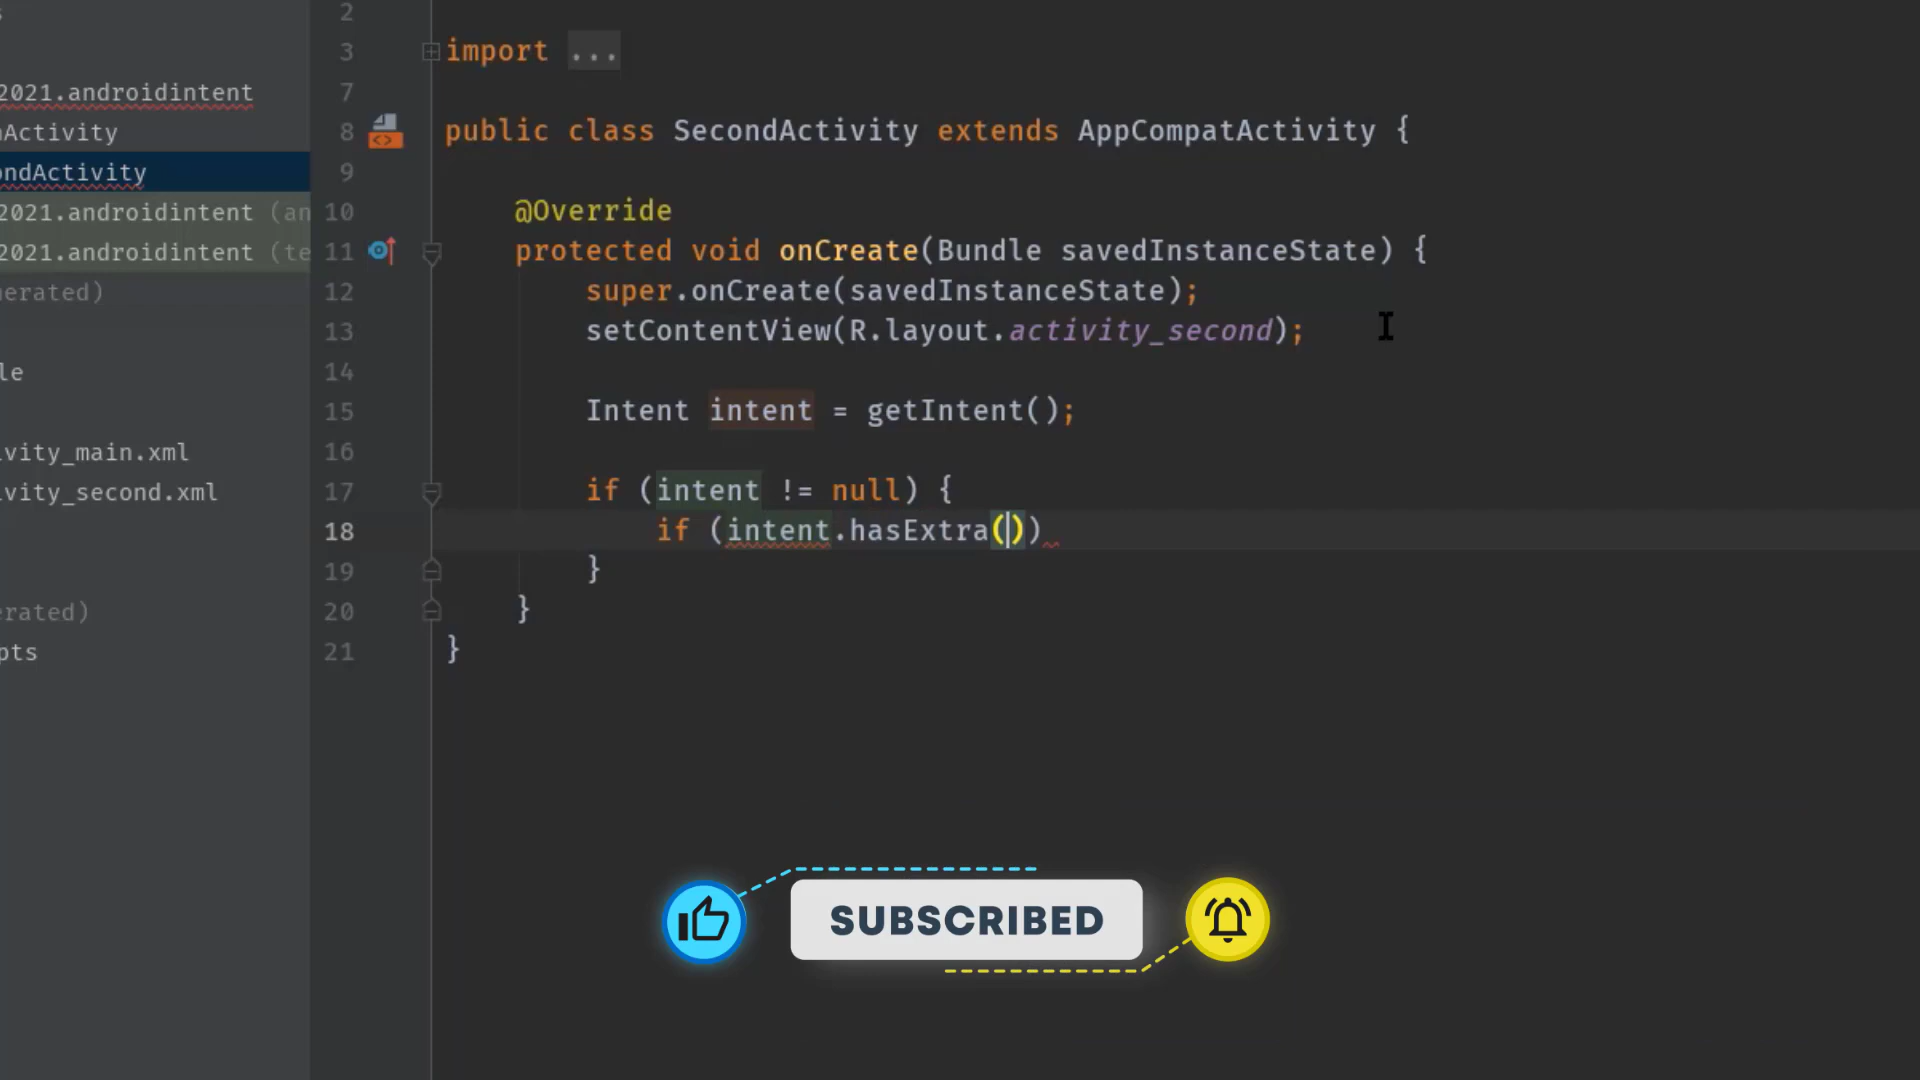 2
3 import ...
2021.androidintent 7
nActivity 8 public class SecondActivity extends AppCompatActivity {
ondActivity 9
2021.androidintent (an 10 @Override
2021.androidintent (te 11 protected void onCreate(Bundle savedInstanceState) {
nerated) 12 super.onCreate(savedInstanceState);
13 setContentView(R.layout.activity_second);
le 14
15 Intent intent = getIntent();
ivity_main.xml 16
ivity_second.xml 17 if (intent != null) {
18 if (intent.hasExtra())
19 }
erated) 20 }
pts 21 }
SUBSCRIBED